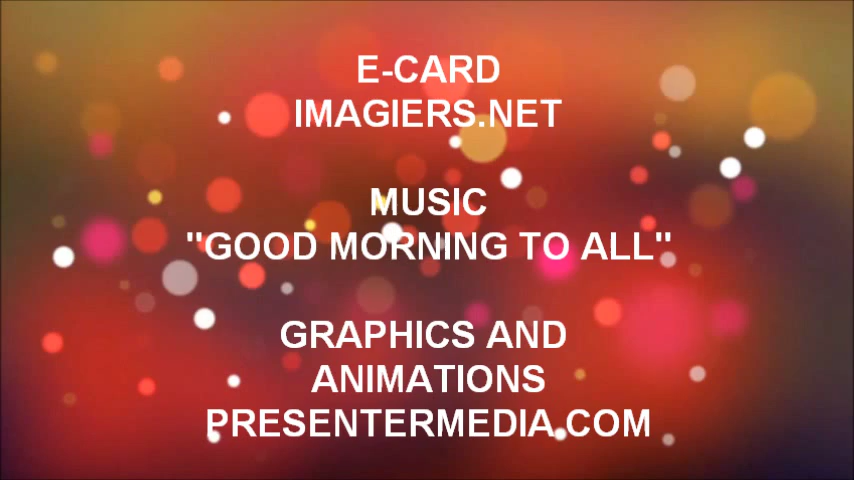 E-CARD
IMAGIERS.NET
MUSIC
"GOOD MORNING TO ALL"
GRAPHICS AND
ANIMATIONS
PRESENTERMEDIA.COM